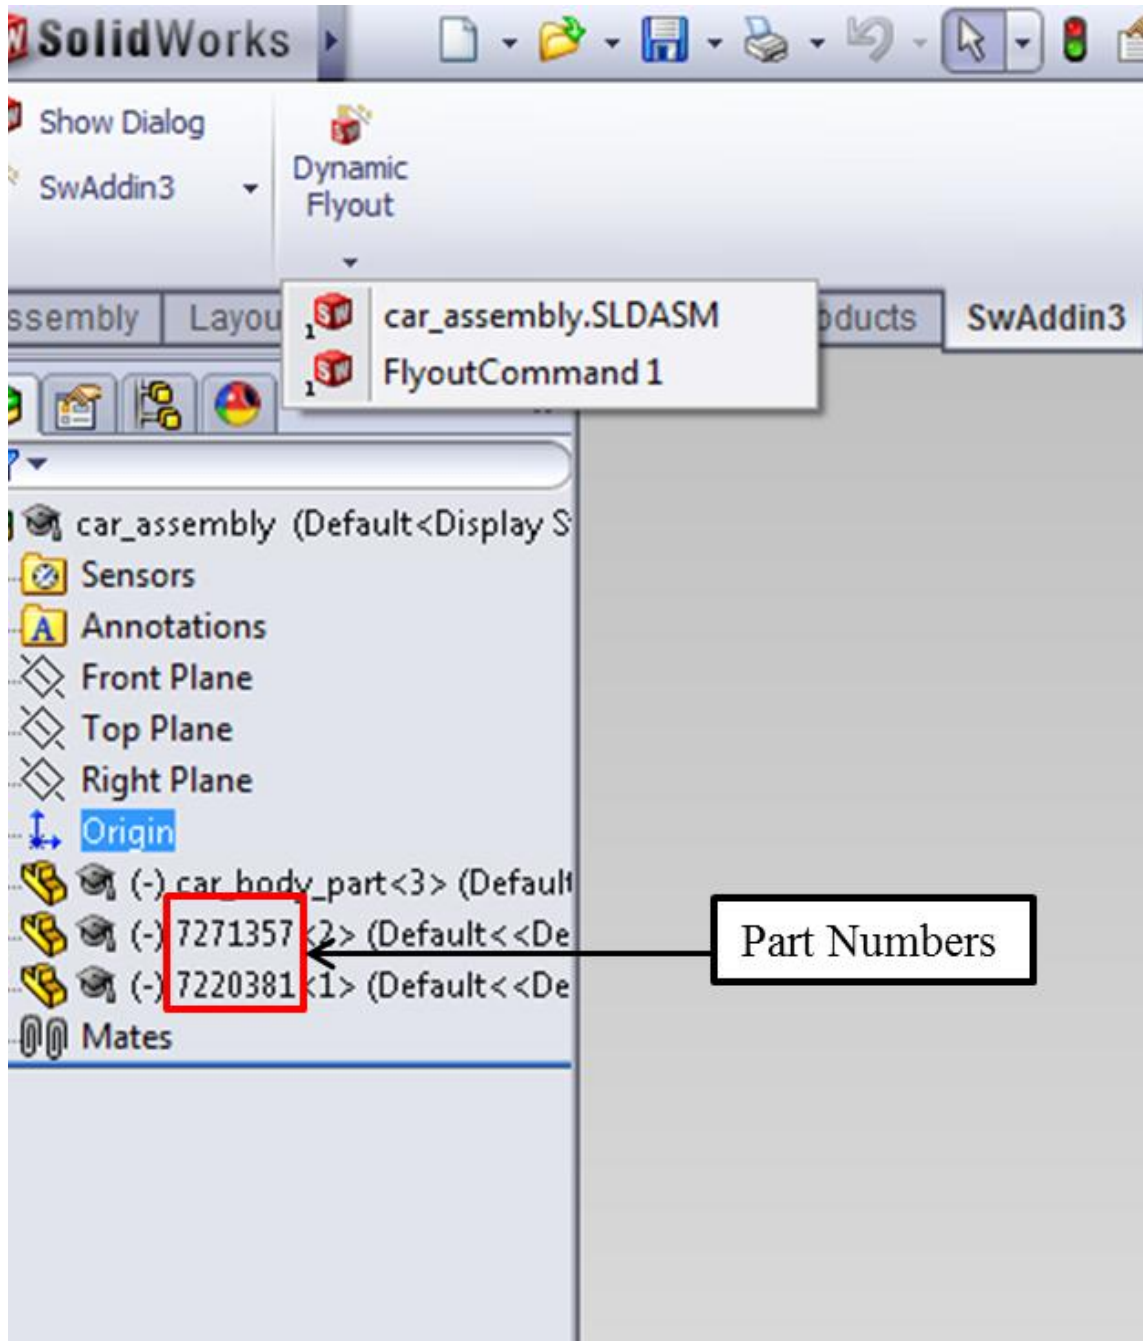 SolidWorks
Show Dialog
SwAddin3
Dynamic
Flyout
car_assembly.SLDASM
FlyoutCommand 1
ssembly Layou oducts SwAddin3
car_assembly (Default<Display S
Sensors
A Annotations
Front Plane
Top Plane
Right Plane
Origin
(-) car_body_part<3> (Default
(-) 7271357<2> (Default<<De
(-) 7220381<1> (Default<<De
Part Numbers
Mates